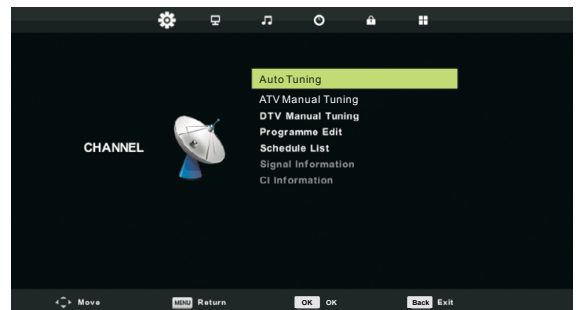 Auto Tuning
ATV Manual Tuning
DTV Manual Tuning
Programme Edit
CHANNEL
Schedule List
Signal Information
CI Information
Move MENU Return OK OK Back Exit